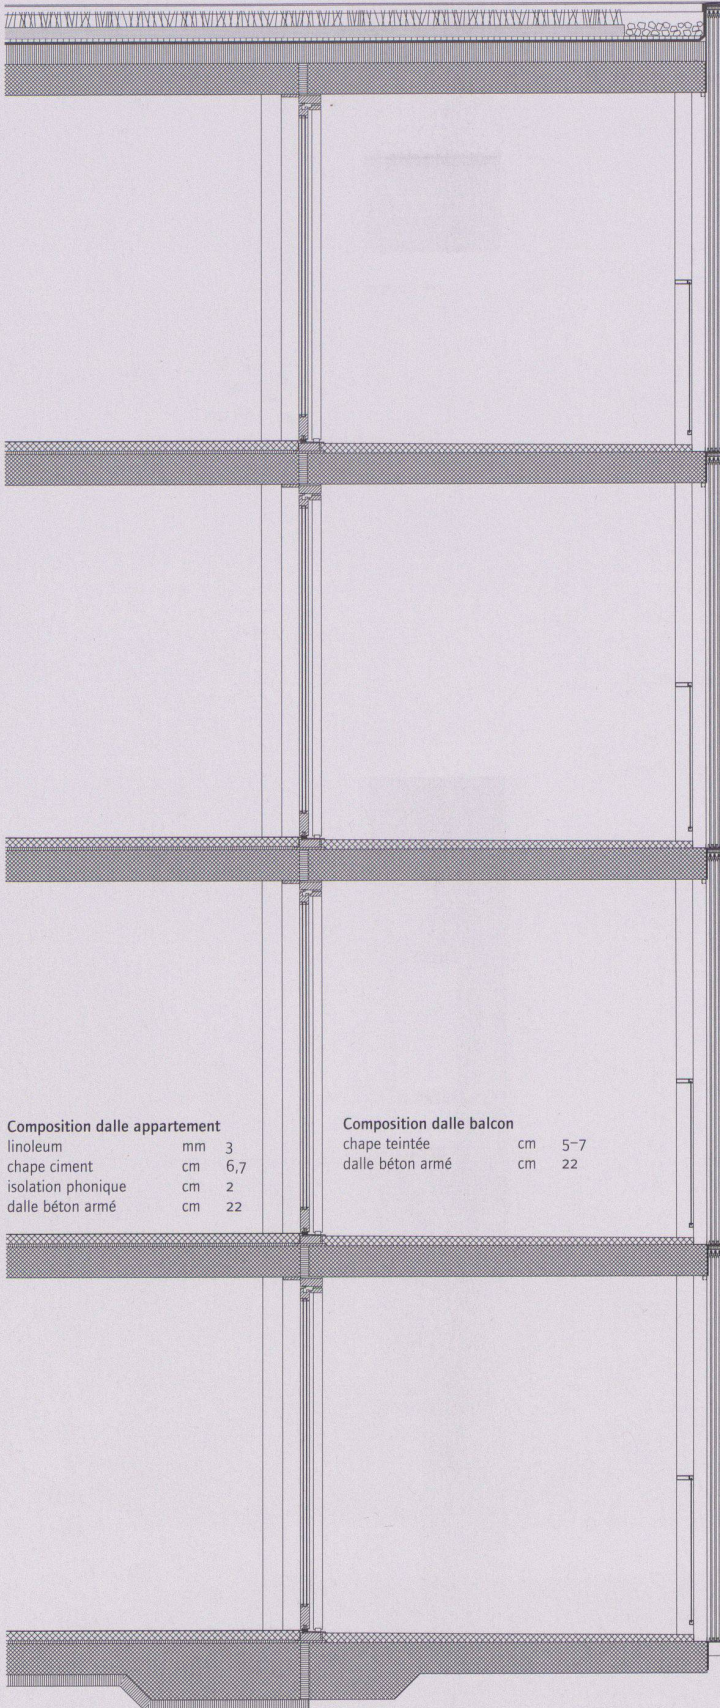 Composition dalle appartement
linoleum mm 3
chape ciment cm 6,7
isolation phonique cm 2
dalle béton armé cm 22
Composition dalle balcon
chape teintée cm 5–7
dalle béton armé cm 22